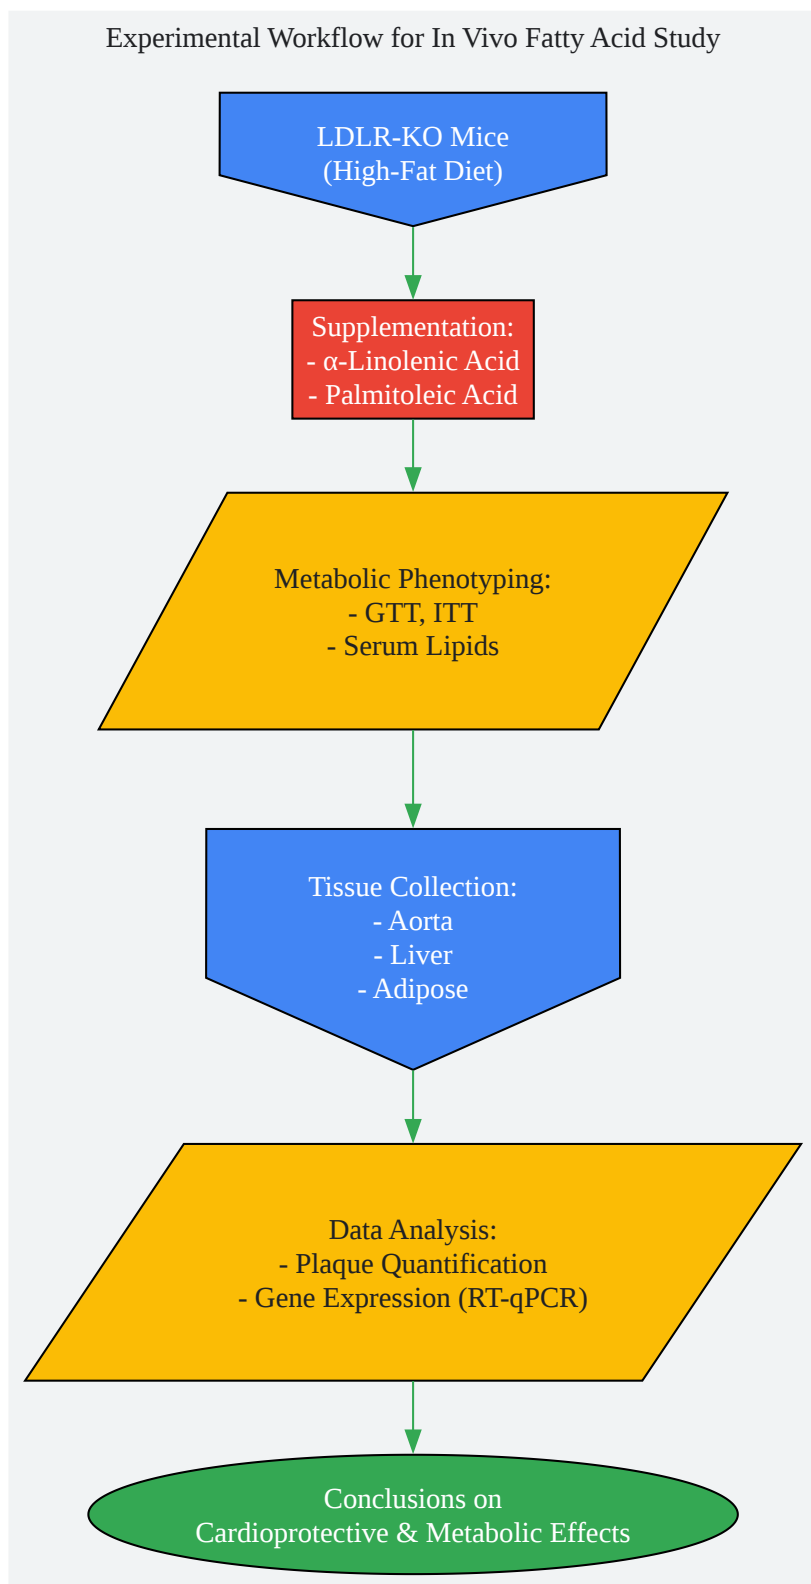 Experimental Workflow for In Vivo Fatty Acid Study
LDLR-KO Mice
(High-Fat Diet)
Supplementation:
- α-Linolenic Acid
- Palmitoleic Acid
Metabolic Phenotyping:
- GTT, ITT
- Serum Lipids
Tissue Collection:
- Aorta
- Liver
- Adipose
Data Analysis:
- Plaque Quantification
- Gene Expression (RT-qPCR)
Conclusions on
Cardioprotective & Metabolic Effects